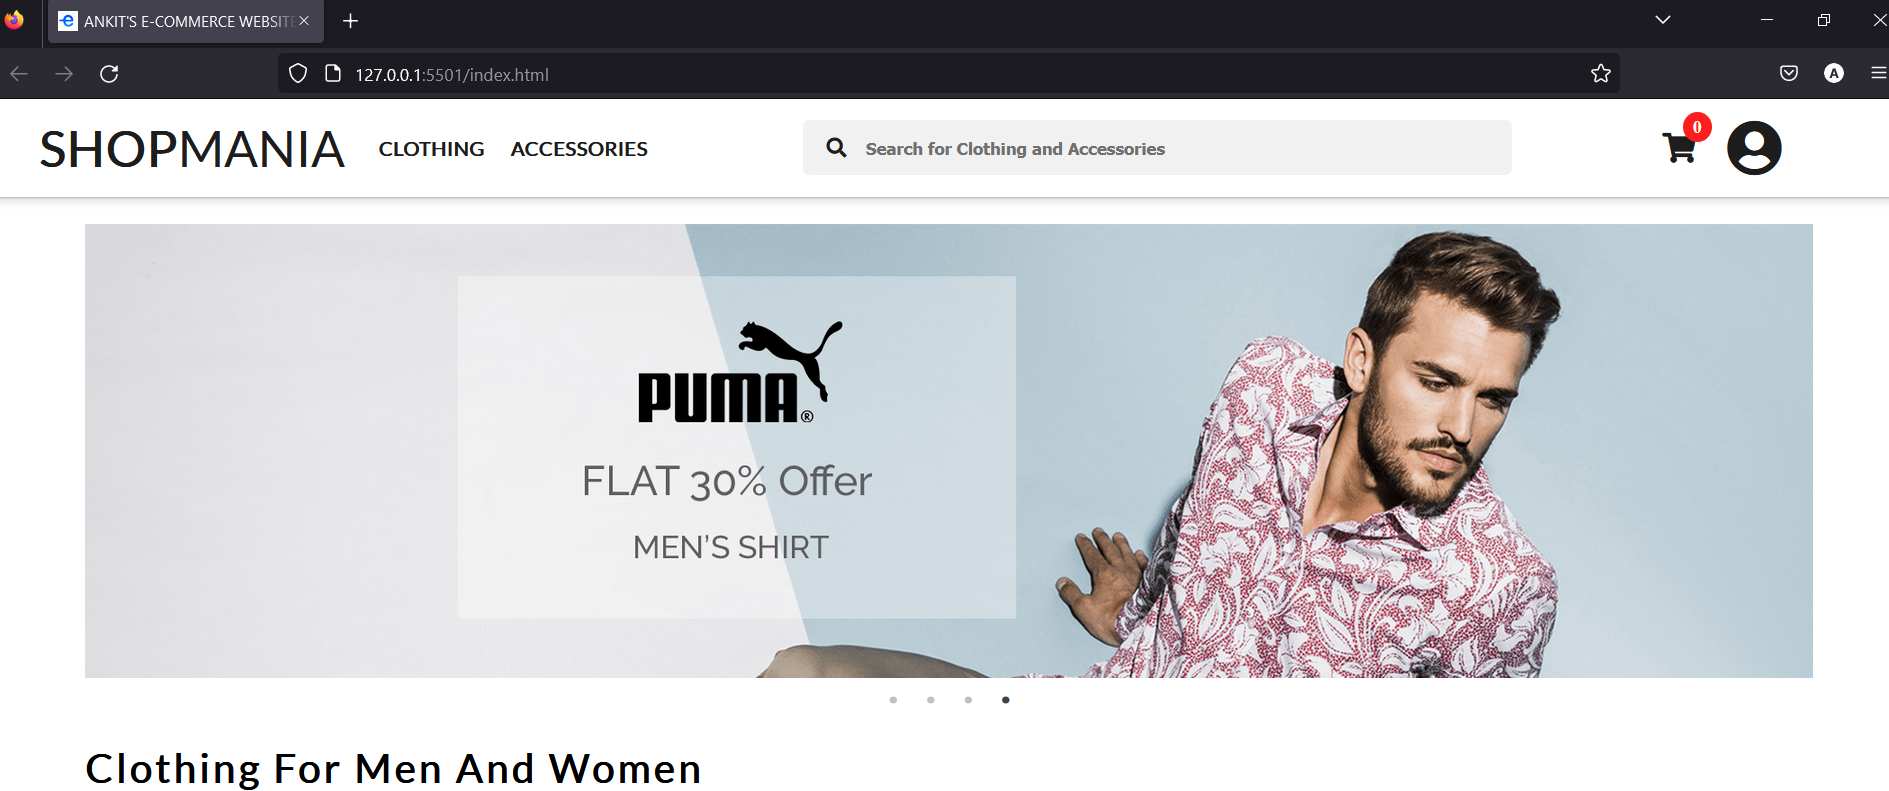 ANKIT'S E-COMMERCE WEBSITE
127.0.0.1:5501/index.html
A
SHOPMANIA
CLOTHING
ACCESSORIES
Search for Clothing and Accessories
0
PUMA®
FLAT 30% Offer
MEN'S SHIRT
Clothing For Men And Women